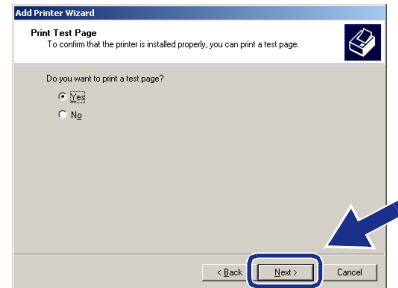 Add Printer Wizard
Print Test Page
To confirm that the printer is installed properly, you can print a test page.
Do you want to print a test page?
Yes
No
< Back Next > Cancel